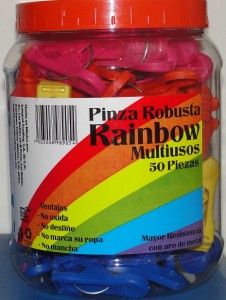 Pinza Robusta
Rainbow
Multiusos
50 Piezas
Ventajas
- No oxida
- No destine
- No marca su ropa
- No mancha
Mayor Resistencia
con aro de metal